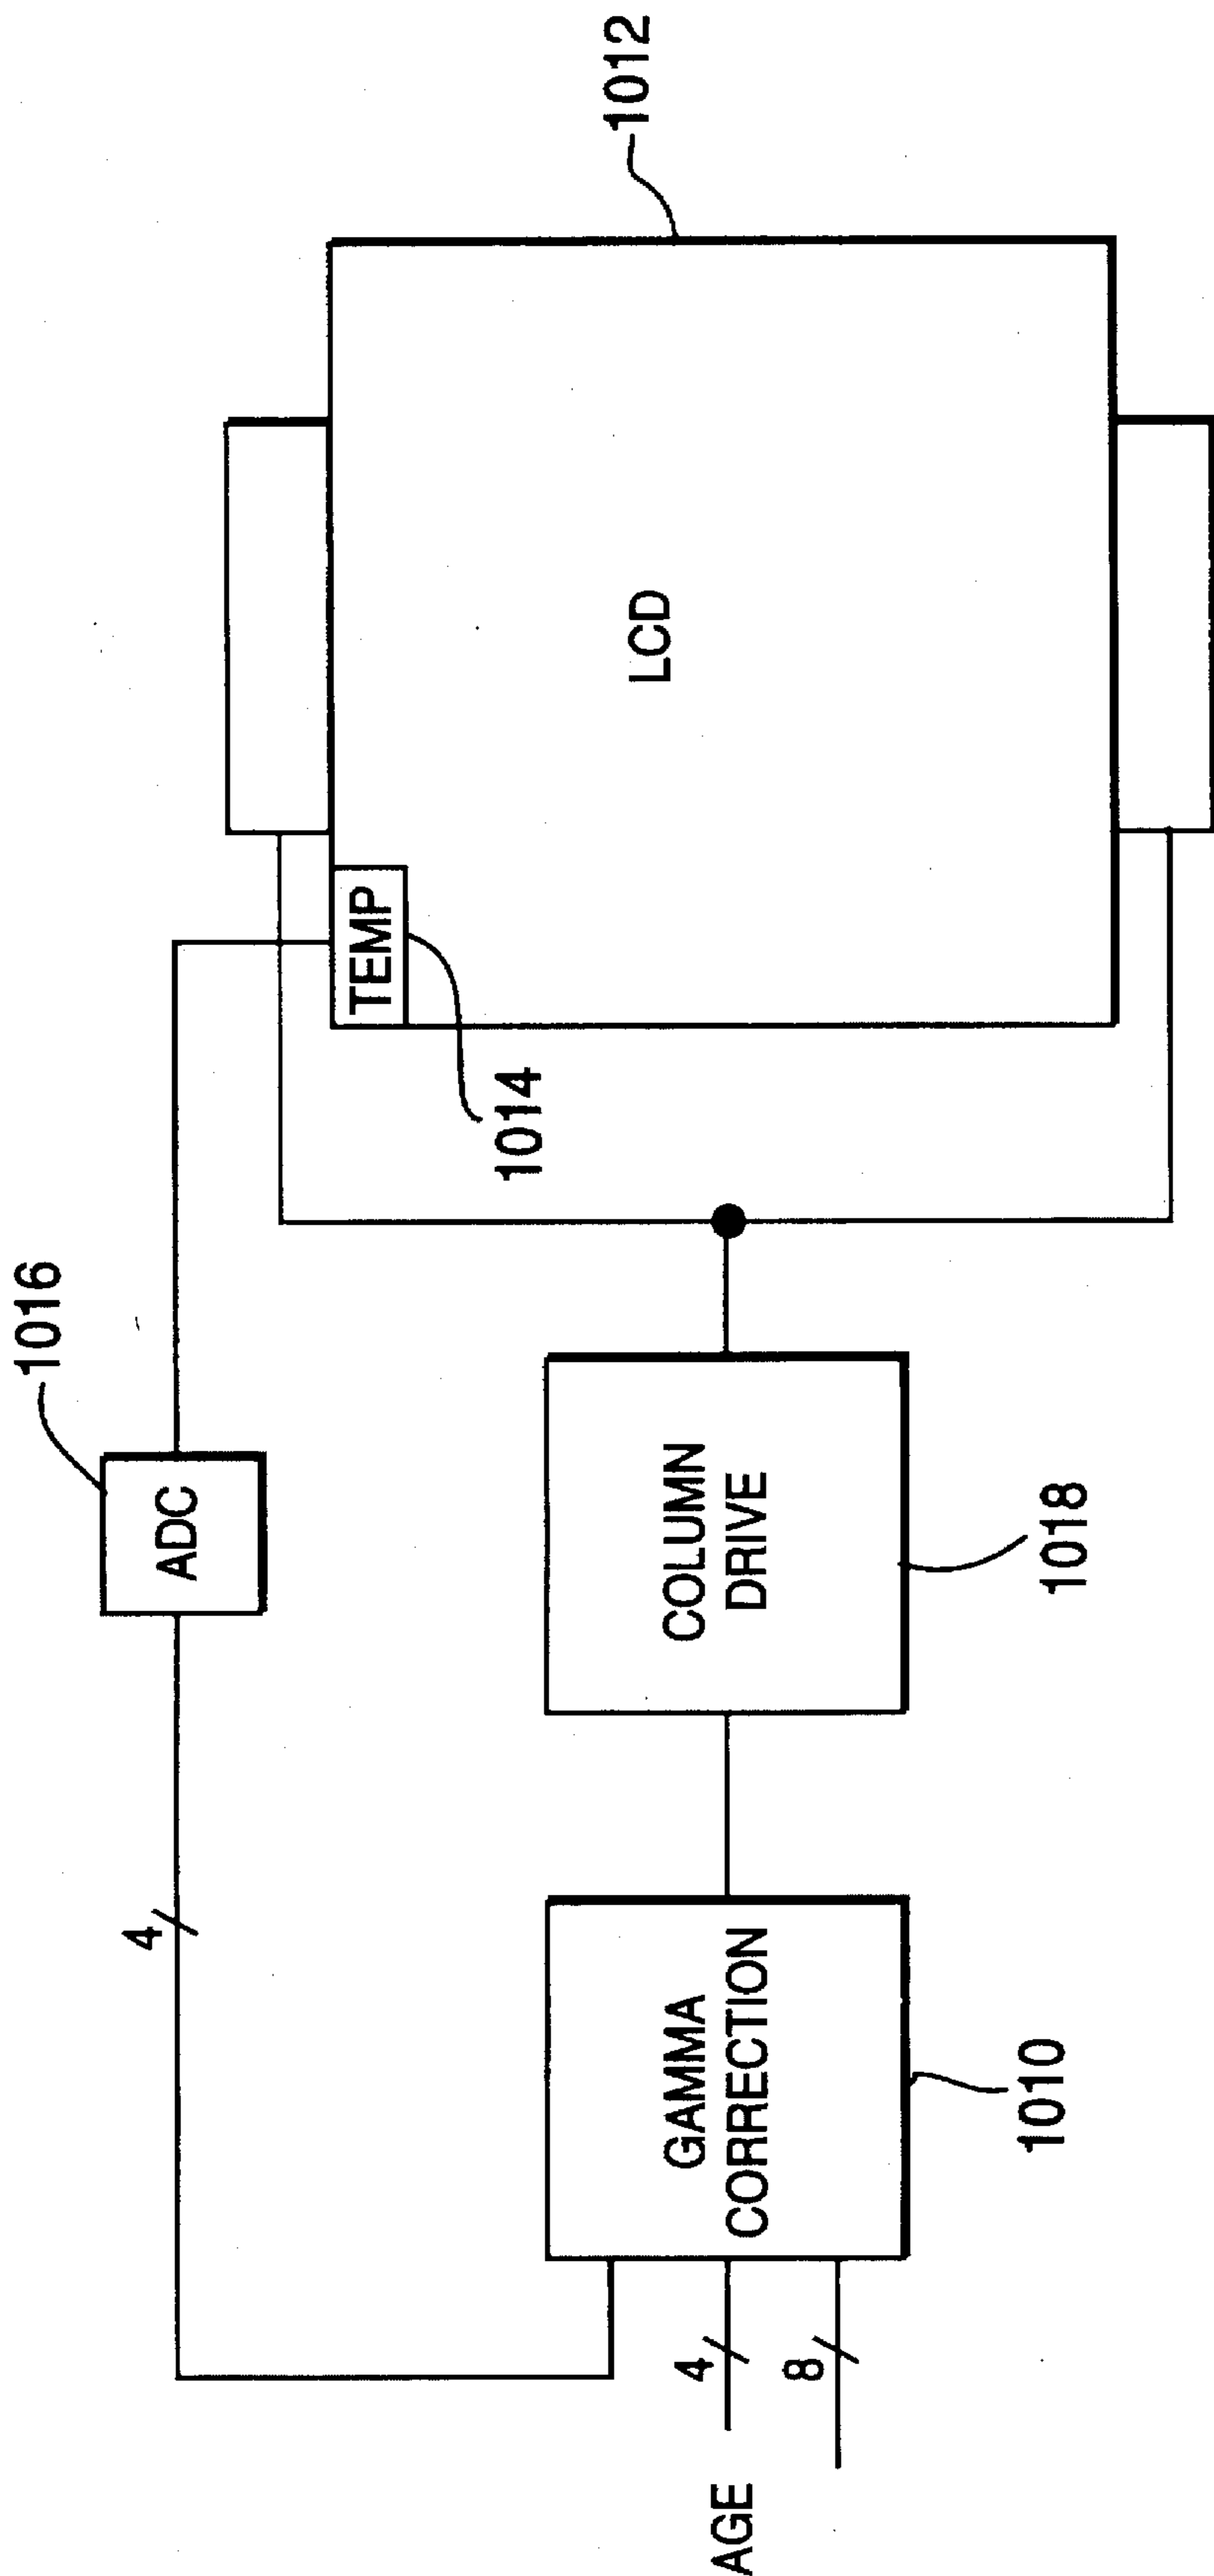 1016
ADC
4
1012
LCD
TEMP
1014
COLUMN
DRIVE
1018
GAMMA
CORRECTION
1010
AGE
4
8